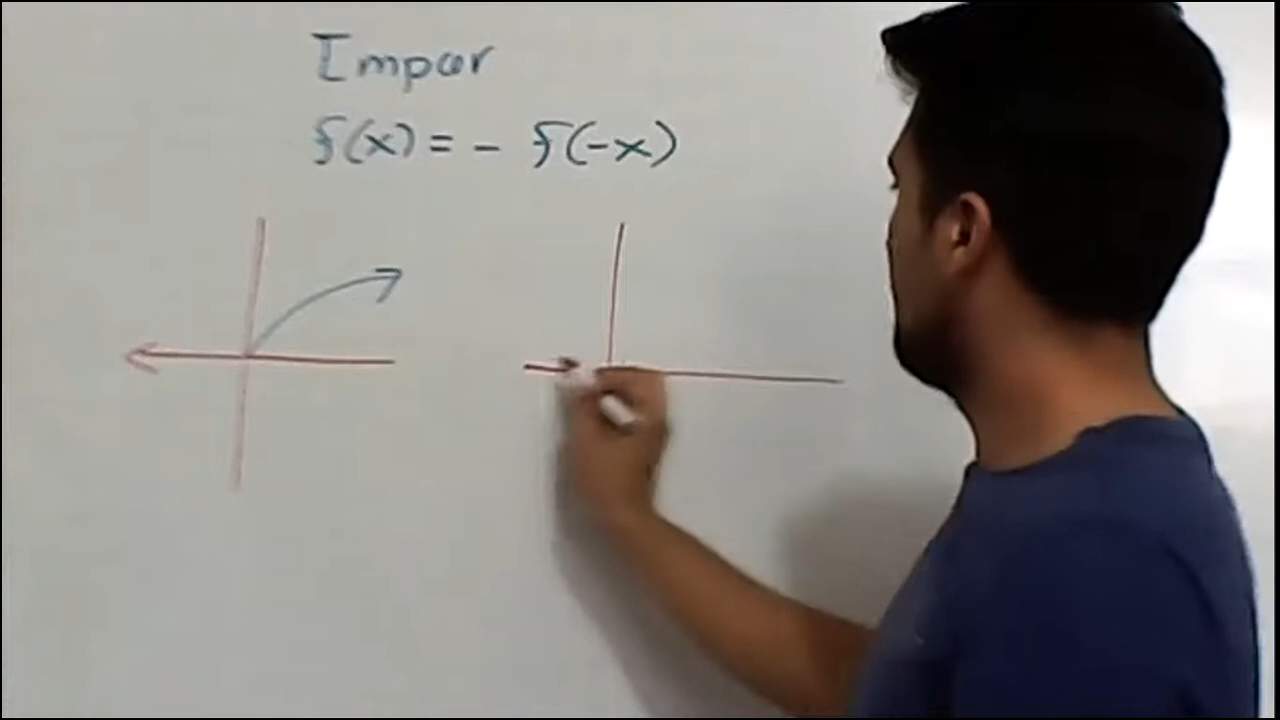 Impar
f(x) = - f(-x)